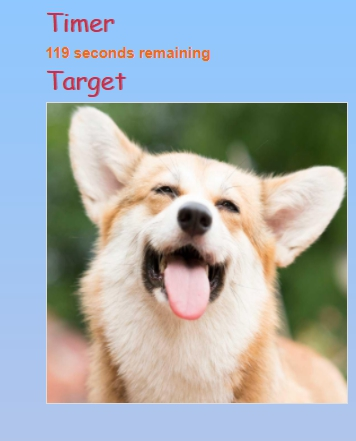 Timer
119 seconds remaining
Target